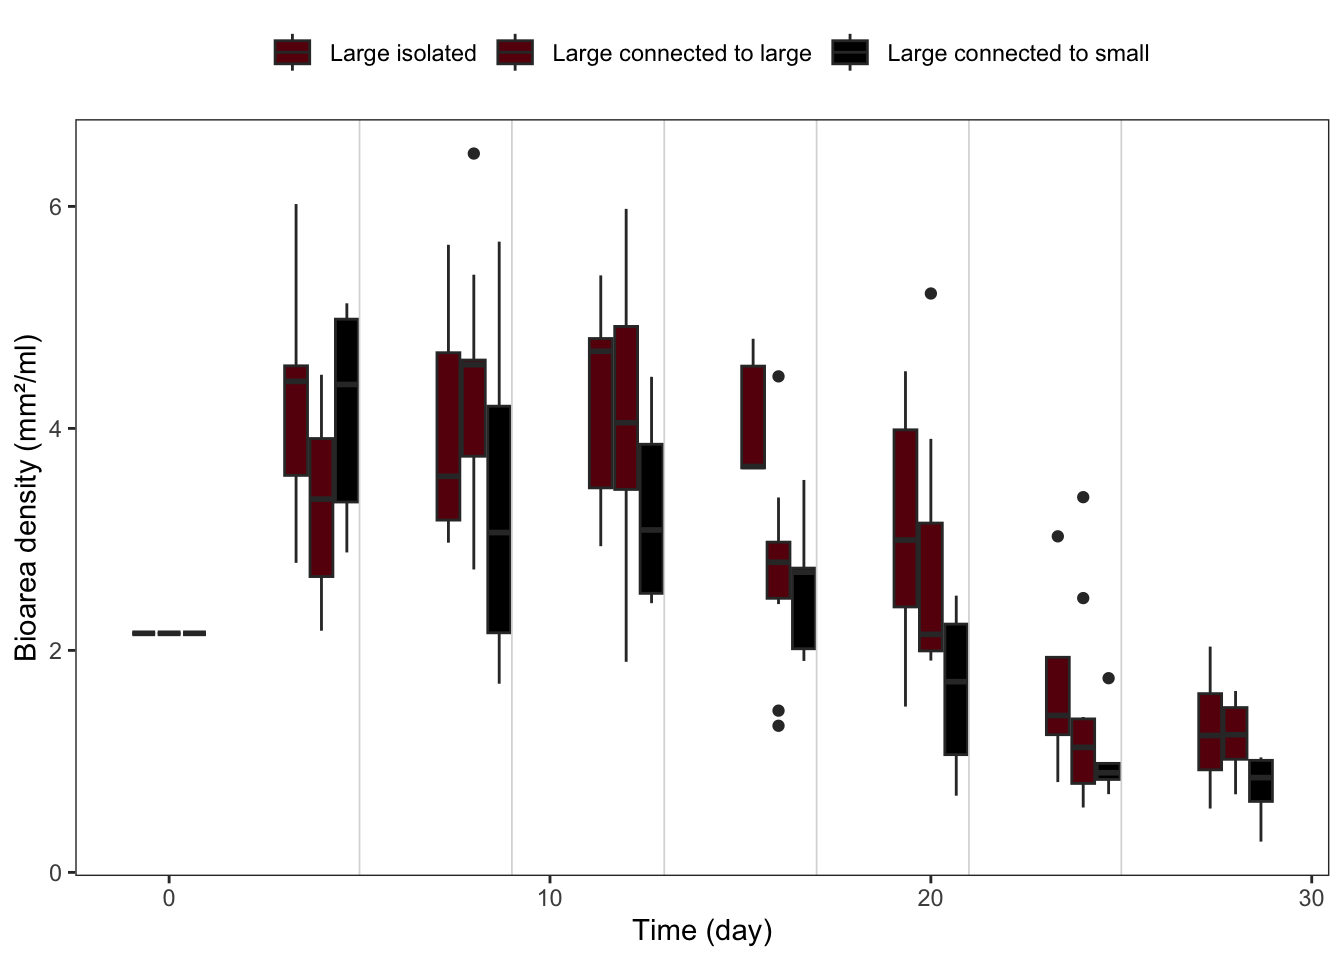 Large isolated Large connected to large Large connected to small
Bioarea density (mm²/ml)
6
4
2
0
0 10 20 30
Time (day)